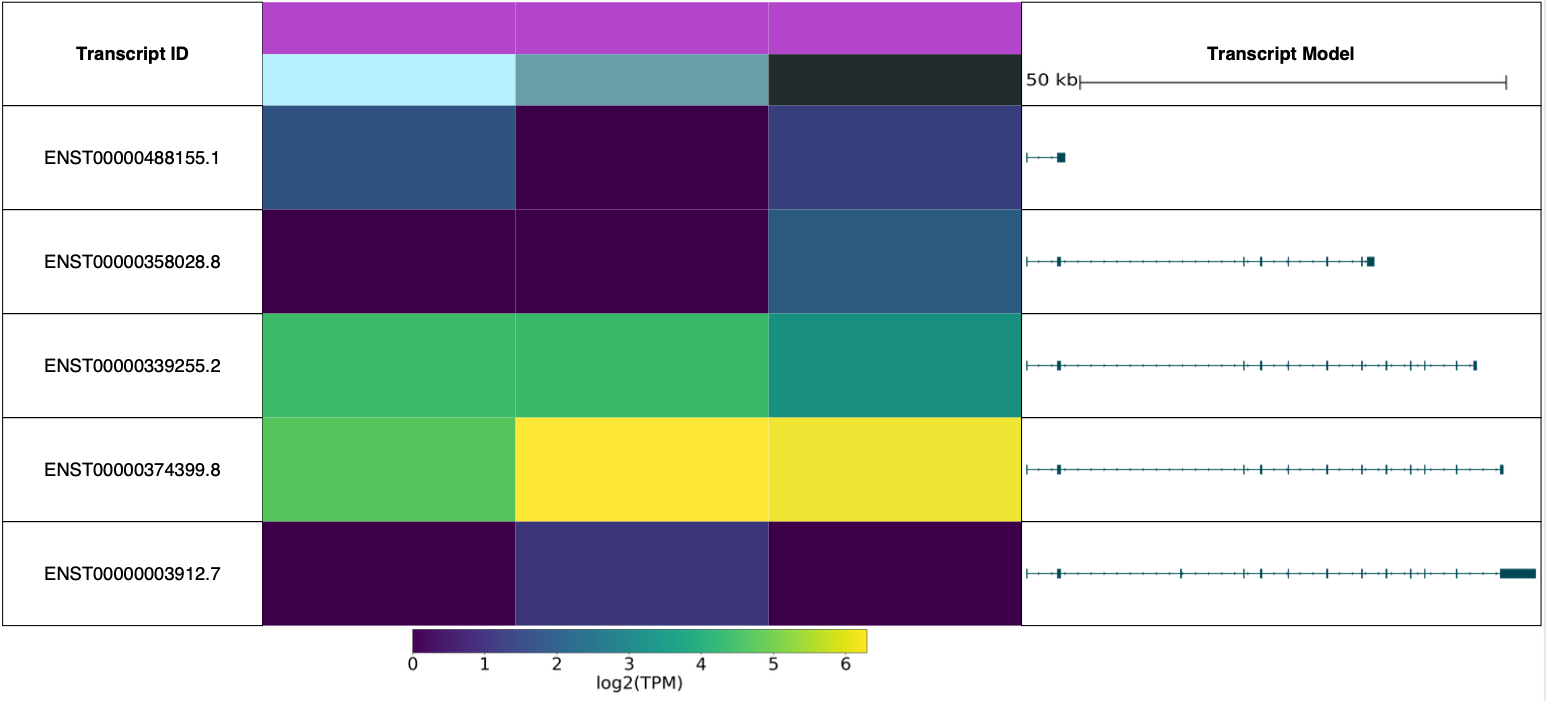 Transcript ID
Transcript Model
50 kb
ENST00000488155.1
ENST00000358028.8
ENST00000339255.2
ENST00000374399.8
ENST00000003912.7
0 1 2 3 4 5 6
log2(TPM)